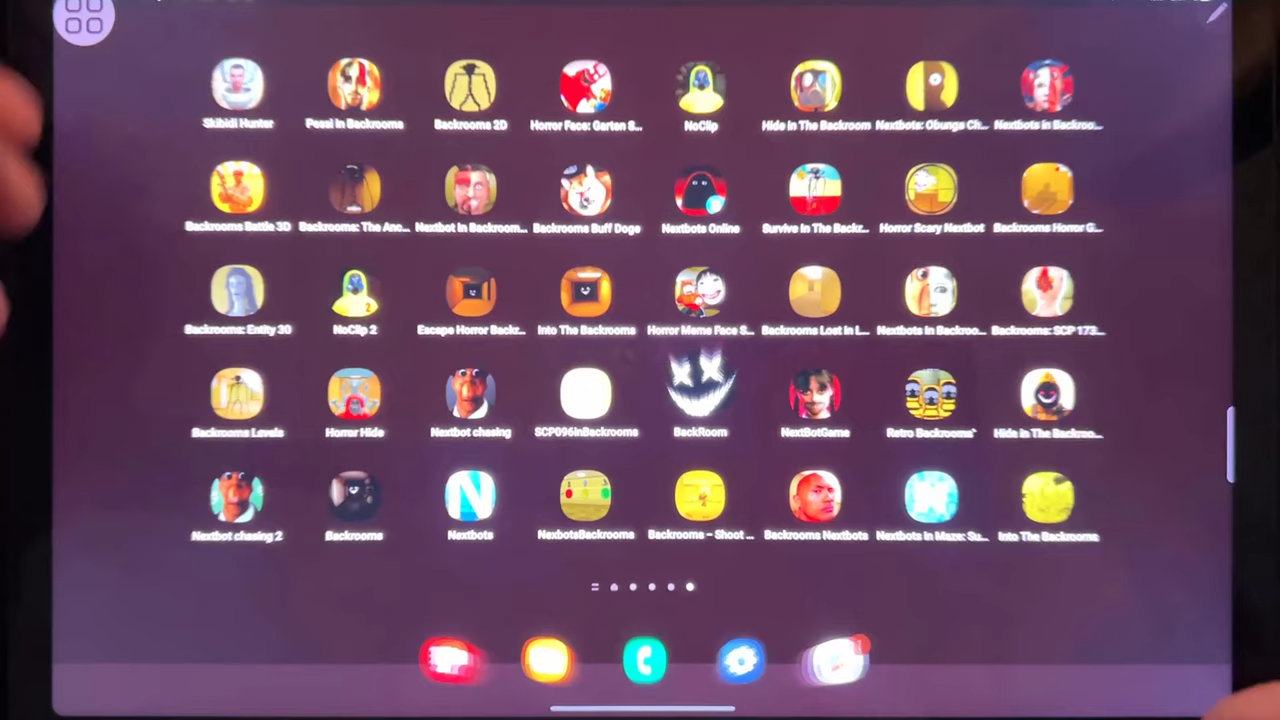 Skibidi Hunter Pessi in Backrooms Backrooms 2D Horror Face: Garten S... NoClip Hide in The Backroom Nextbots: Obunga Ch... Nextbots in Backroo...
Backrooms Battle 3D Backrooms: The Anc... Nextbot in Backroom... Backrooms Buff Doge Nextbots Online Survive In The Backr... Horror Scary Nextbot Backrooms Horror G...
Backrooms: Entity 30 NoClip 2 Escape Horror Backr... Into The Backrooms Horror Meme Face S... Backrooms Lost in L... Nextbots In Backroo... Backrooms: SCP 173...
Backrooms Levels Horror Hide Nextbot chasing SCP096InBackrooms BackRoom NextBotGame Retro Backrooms` Hide In The Backroo...
Nextbot chasing 2 Backrooms Nextbots NexbotsBackrooms Backrooms – Shoot ... Backrooms Nextbots Nextbots In Maze: Su... Into The Backrooms